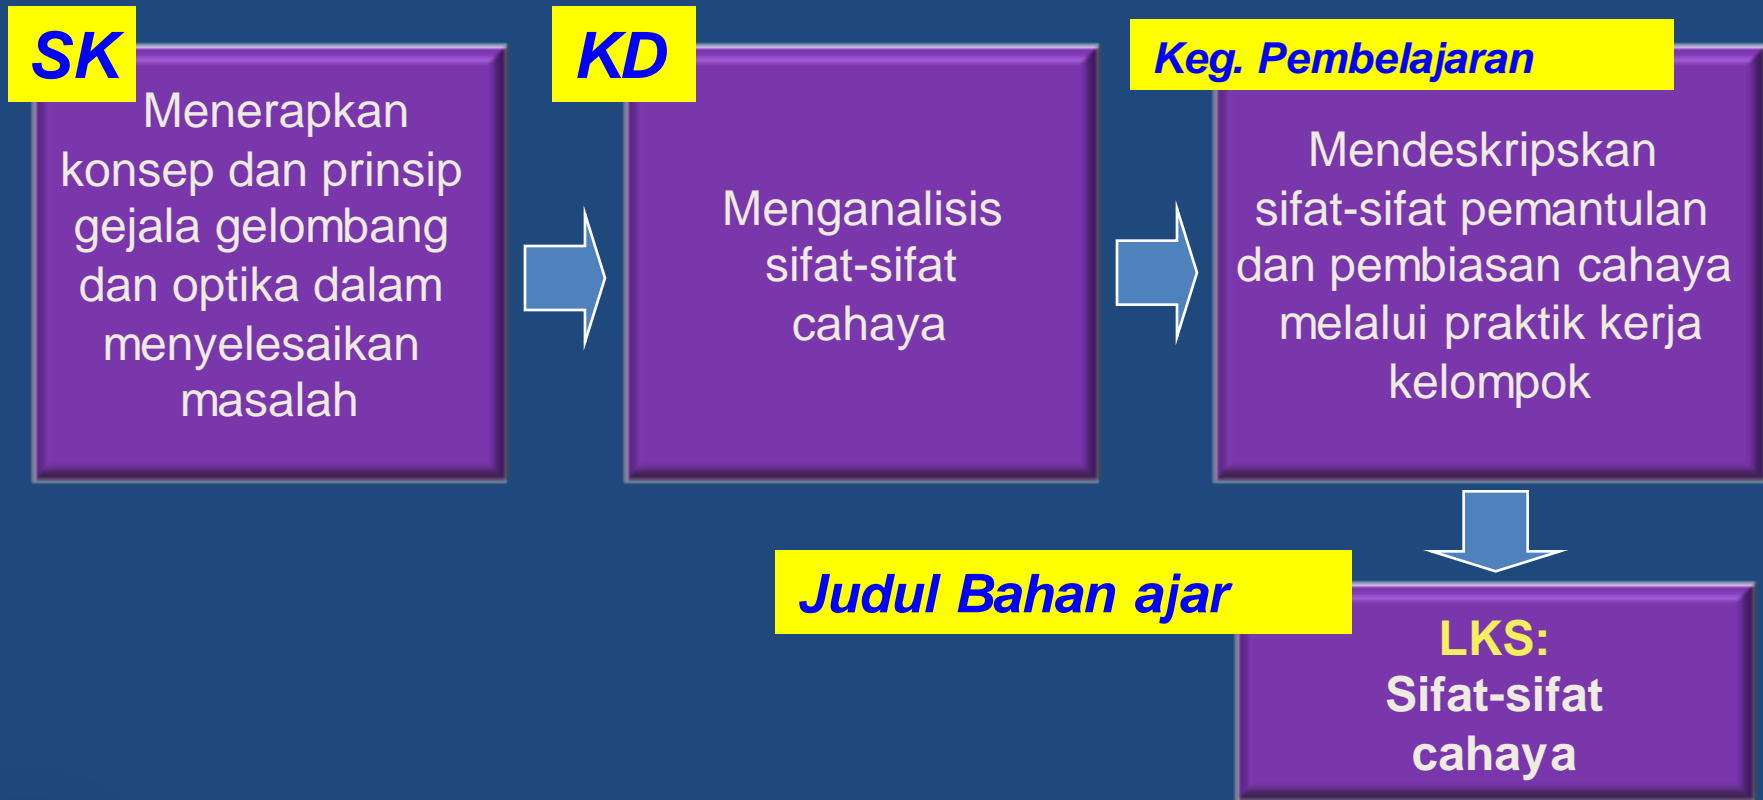 SK
Menerapkan
konsep dan prinsip
gejala gelombang
dan optika dalam
menyelesaikan
masalah
KD
Menganalisis
sifat-sifat
cahaya
Keg. Pembelajaran
Mendeskripskan
sifat-sifat pemantulan
dan pembiasan cahaya
melalui praktik kerja
kelompok
Judul Bahan ajar
LKS:
Sifat-sifat
cahaya